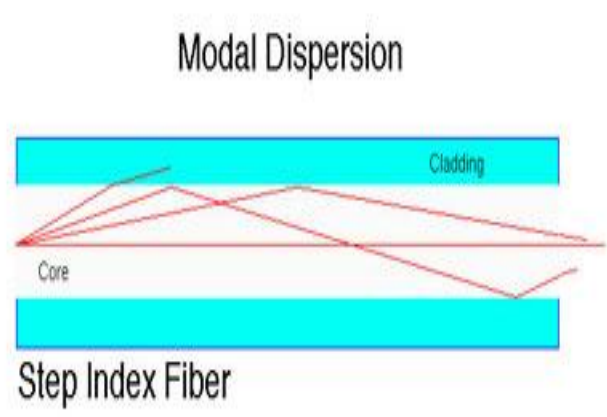 Modal Dispersion
Cladding
Core
Step Index Fiber